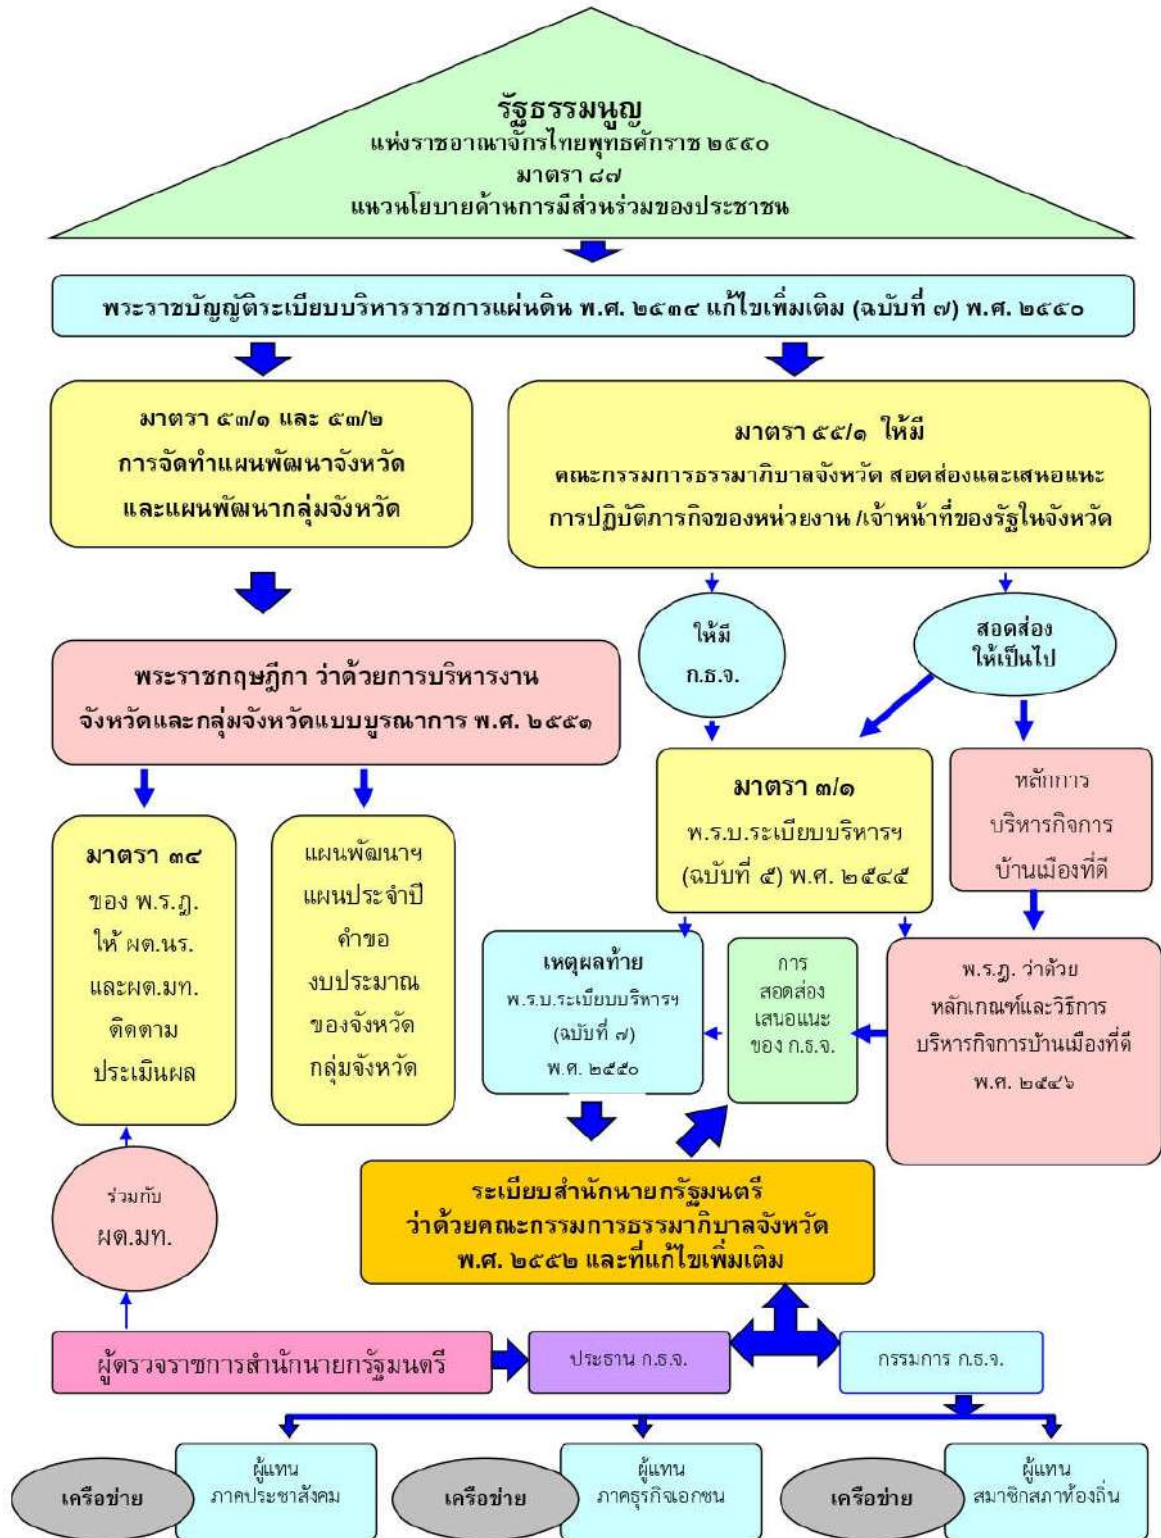 รัฐธรรมนูญ
แห่งราชอาณาจักรไทยพุทธศักราช ๒๕๕๐
มาตรา ๘๗
แนวนโยบายด้านการมีส่วนร่วมของประชาชน
พระราชบัญญัติระเบียบบริหารราชการแผ่นดิน พ.ศ. ๒๕๓๔ แก้ไขเพิ่มเติม (ฉบับที่ ๗) พ.ศ. ๒๕๕๐
มาตรา ๕๓/๑ และ ๕๓/๒
การจัดทำแผนพัฒนาจังหวัด
และแผนพัฒนากลุ่มจังหวัด
มาตรา ๕๕/๑ ให้มี
คณะกรรมการธรรมาภิบาลจังหวัด สอดส่องและเสนอแนะ
การปฏิบัติภารกิจของหน่วยงาน /เจ้าหน้าที่ของรัฐในจังหวัด
ให้มี
ก.ธ.จ.
สอดส่อง
ให้เป็นไป
พระราชกฤษฎีกา ว่าด้วยการบริหารงาน
จังหวัดและกลุ่มจังหวัดแบบบูรณาการ พ.ศ. ๒๕๕๑
มาตรา ๓/๑
พ.ร.บ.ระเบียบบริหารฯ
(ฉบับที่ ๕) พ.ศ. ๒๕๔๕
หลักการ
บริหารกิจการ
บ้านเมืองที่ดี
มาตรา ๓๔
ของ พ.ร.ฎ.
ให้ ผต.นร.
และผต.มท.
ติดตาม
ประเมินผล
แผนพัฒนาฯ
แผนประจำปี
คำขอ
งบประมาณ
ของจังหวัด
กลุ่มจังหวัด
เหตุผลท้าย
พ.ร.บ.ระเบียบบริหารฯ
(ฉบับที่ ๗)
พ.ศ. ๒๕๕๐
การ
สอดส่อง
เสนอแนะ
ของ ก.ธ.จ.
พ.ร.ฎ. ว่าด้วย
หลักเกณฑ์และวิธีการ
บริหารกิจการบ้านเมืองที่ดี
พ.ศ. ๒๕๔๖
ร่วมกับ
ผต.มท.
ระเบียบสำนักนายกรัฐมนตรี
ว่าด้วยคณะกรรมการธรรมาภิบาลจังหวัด
พ.ศ. ๒๕๕๒ และที่แก้ไขเพิ่มเติม
ผู้ตรวจราชการสำนักนายกรัฐมนตรี
ประธาน ก.ธ.จ.
กรรมการ ก.ธ.จ.
เครือข่าย
ผู้แทน
ภาคประชาสังคม
เครือข่าย
ผู้แทน
ภาคธุรกิจเอกชน
เครือข่าย
ผู้แทน
สมาชิกสภาท้องถิ่น